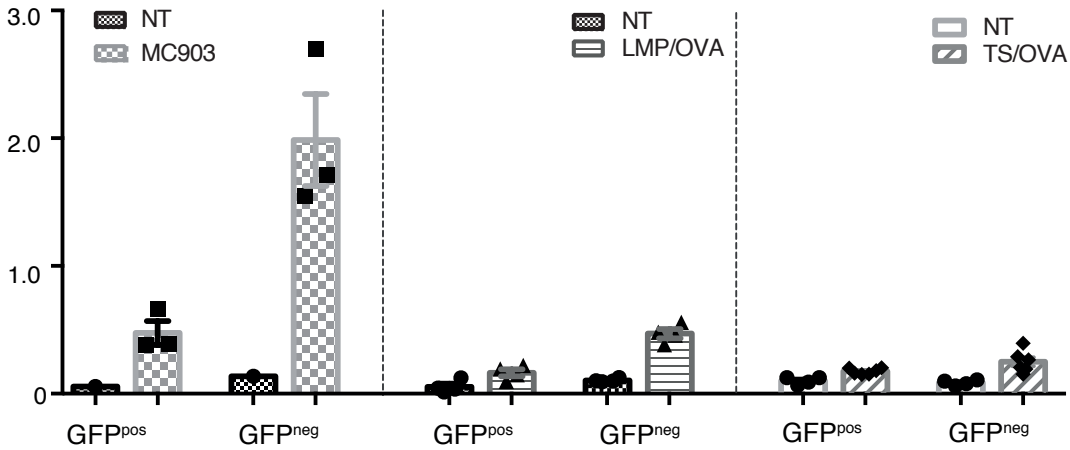 3.0
2.0
1.0
0
NT
MC903
NT
LMP/OVA
NT
TS/OVA
GFPpos
GFPneg
GFPpos
GFPneg
GFPpos
GFPneg